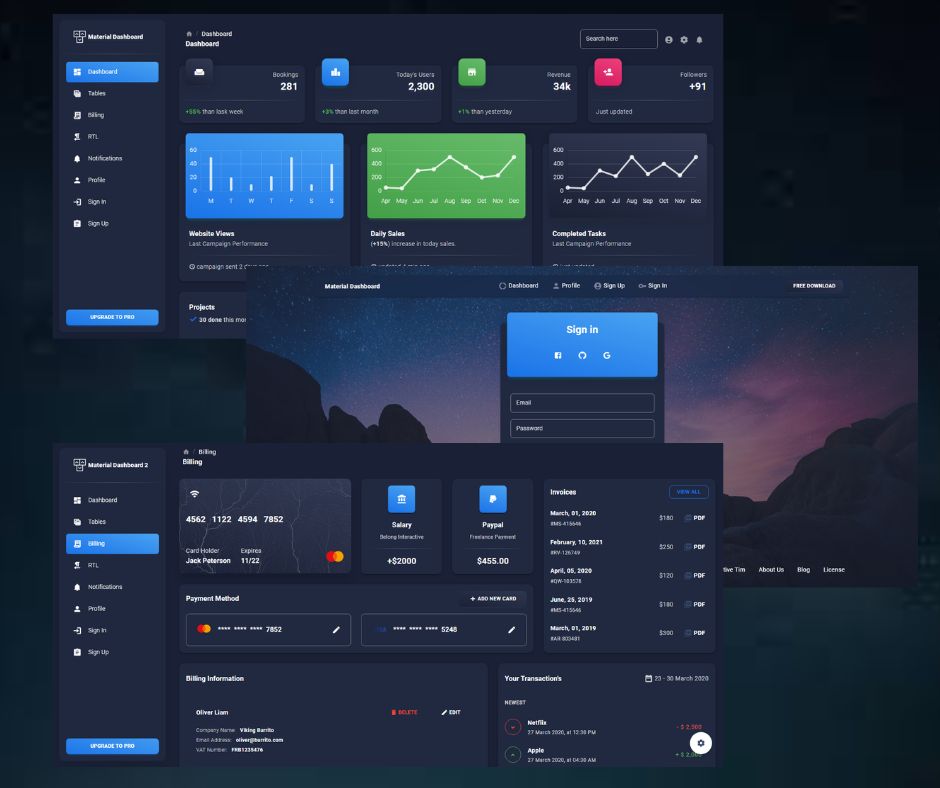 Material Dashboard
Dashboard
Tables
Billing
RTL
Notifications
Profile
Sign In
Sign Up
UPGRADE TO PRO
/ Dashboard
Dashboard
Search here
Bookings
281
+55% than lask week
Today's Users
2,300
+3% than last month
Revenue
34k
+1% than yesterday
Followers
+91
Just updated
60
40
20
0
M T W T F S S
Website Views
Last Campaign Performance
campaign sent 2 days ago
600
400
200
0
Apr May Jun Jul Aug Sep Oct Nov Dec
Daily Sales
(+15%) increase in today sales.
updated 4 min ago
600
400
200
0
Apr May Jun Jul Aug Sep Oct Nov Dec
Completed Tasks
Last Campaign Performance
just updated
Projects
30 done this
Material Dashboard
Dashboard Profile Sign Up Sign In
FREE DOWNLOAD
Sign in
Email
Password
Tim About Us Blog License
Material Dashboard 2
Dashboard
Tables
Billing
RTL
Notifications
Profile
Sign In
Sign Up
UPGRADE TO PRO
/ Billing
Billing
4562 1122 4594 7852
Card Holder Expires
Jack Peterson 11/22
Salary
Belong Interactive
+$2000
Paypal
Freelance Payment
$455.00
Invoices
VIEW ALL
March, 01, 2020
#MS-415646
$180 PDF
February, 10, 2021
#RV-126749
$250 PDF
April, 05, 2020
#QW-103578
$120 PDF
June, 25, 2019
#MS-415646
$180 PDF
March, 01, 2019
#AR-803481
$300 PDF
Payment Method
+ ADD NEW CARD
**** **** **** 7852
VISA **** **** **** 5248
Billing Information
Oliver Liam
DELETE EDIT
Company Name: Viking Burrito
Email Address: oliver@burrito.com
VAT Number: FRB1235476
Your Transaction's
23 - 30 March 2020
NEWEST
Netflix
27 March 2020, at 12:30 PM
- $ 2,500
Apple
27 March 2020, at 04:30 AM
+ $